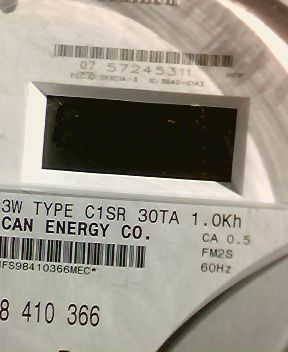 07 57245311
3W TYPE C1SR 30TA 1.0Kh
CAN ENERGY CO.
CA 0.5
FM2S
60Hz
FS98410366MEC*
8 410 366